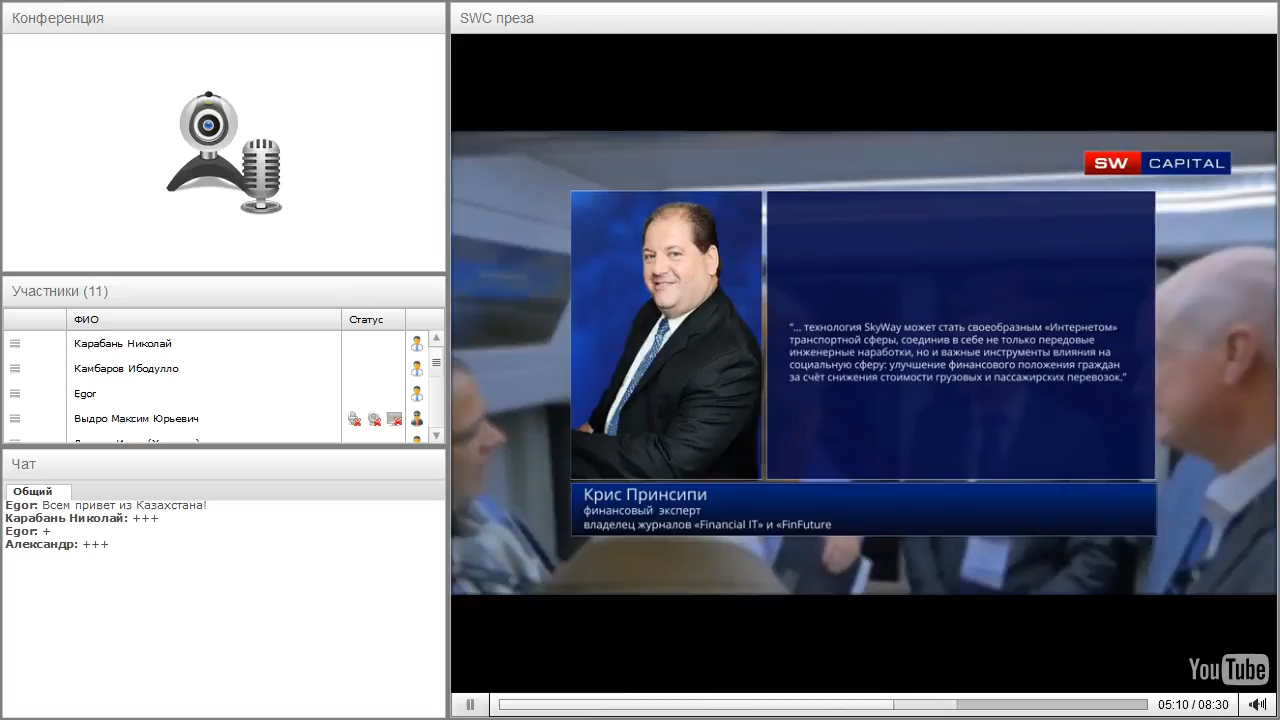 Конференция
SWC преза
SW CAPITAL
"... технология SkyWay может стать своеобразным «Интернетом»
транспортной сферы, соединив в себе не только передовые
инженерные наработки, но и важные инструменты влияния на
социальную сферу: улучшение финансового положения граждан
за счёт снижения стоимости грузовых и пассажирских перевозок."
Крис Принсипи
финансовый эксперт
владелец журналов «Financial IT» и «FinFuture
Участники (11)
ФИО
Статус
Карабань Николай
Камбаров Ибодулло
Egor
Выдро Максим Юрьевич
Чат
Общий
Egor: Всем привет из Казахстана!
Карабань Николай: +++
Egor: +
Александр: +++
YouTube
05:10 / 08:30